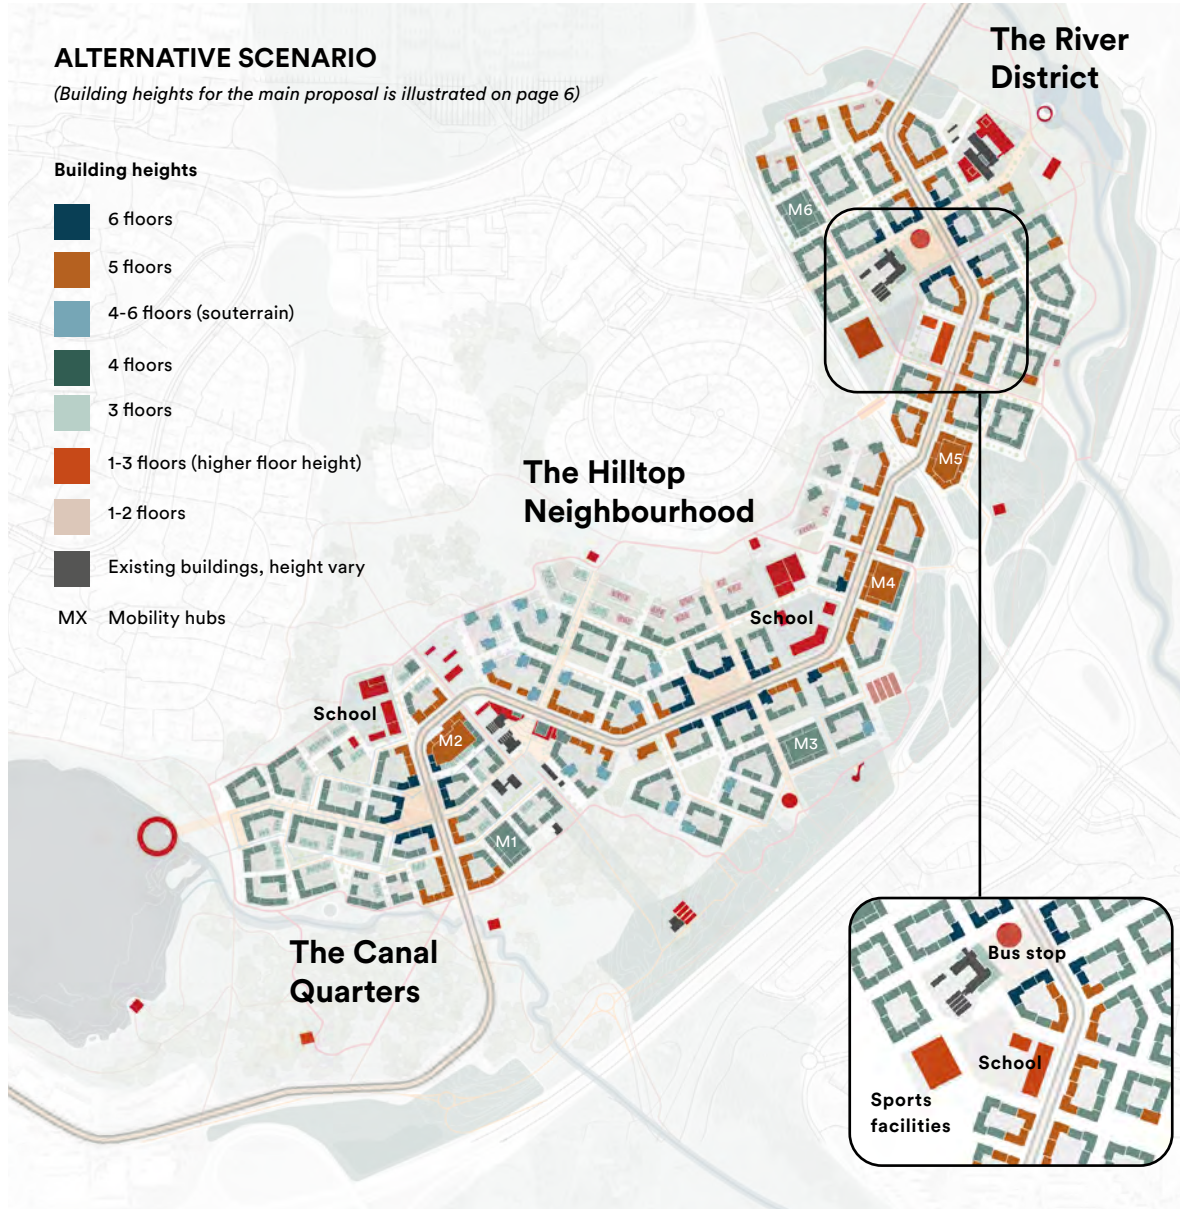 ALTERNATIVE SCENARIO
(Building heights for the main proposal is illustrated on page 6)
Building heights
6 floors
5 floors
4-6 floors (souterrain)
4 floors
3 floors
1-3 floors (higher floor height)
1-2 floors
Existing buildings, height vary
MX Mobility hubs
The River
District
M6
M5
The Hilltop
Neighbourhood
M4
School
School
M2
M3
M1
The Canal
Quarters
Bus stop
School
Sports
facilities